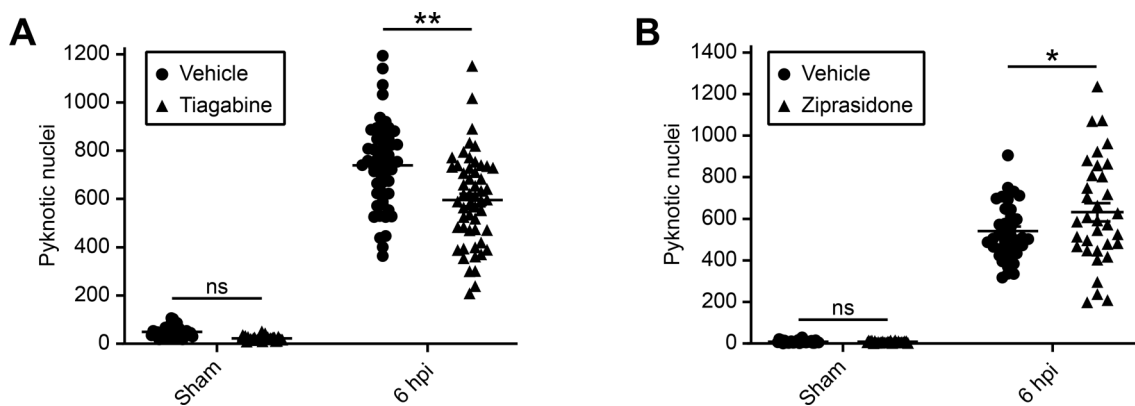 A
Pyknotic nuclei
1200
1000
800
600
400
200
0
Vehicle
Tiagabine
**
ns
Sham
6 hpi
B
Pyknotic nuclei
1400
1200
1000
800
600
400
200
0
Vehicle
Ziprasidone
*
ns
Sham
6 hpi